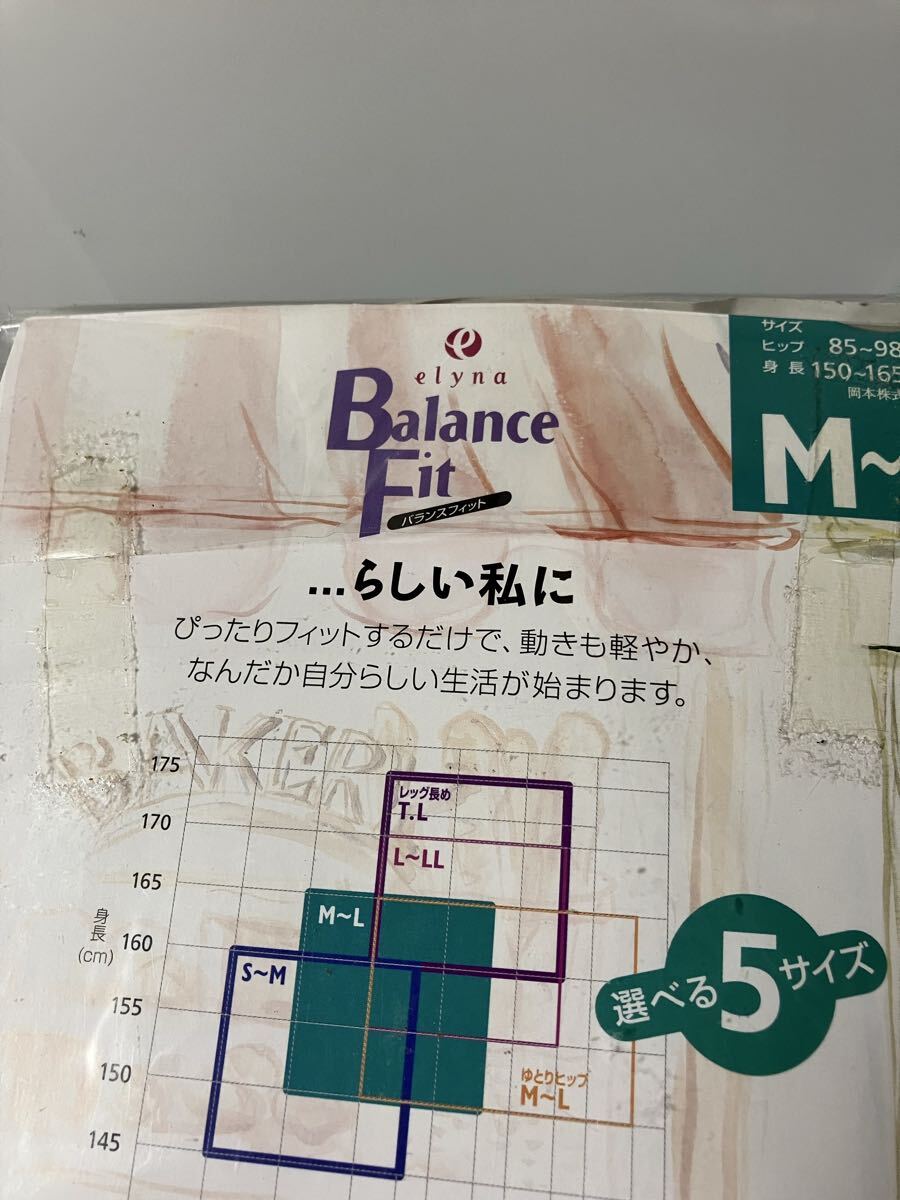 elyna
Balance
Fit
バランスフィット
サイズ
ヒップ 85~98
身長 150~165
岡本株式
M~
...らしい私に
ぴったりフィットするだけで、動きも軽やか、
なんだか自分らしい生活が始まります。
BAKERY
175
170
165
160
155
150
145
身長
(cm)
レッグ長め
T.L
L~LL
M~L
S~M
ゆとりヒップ
M~L
選べる5サイズ